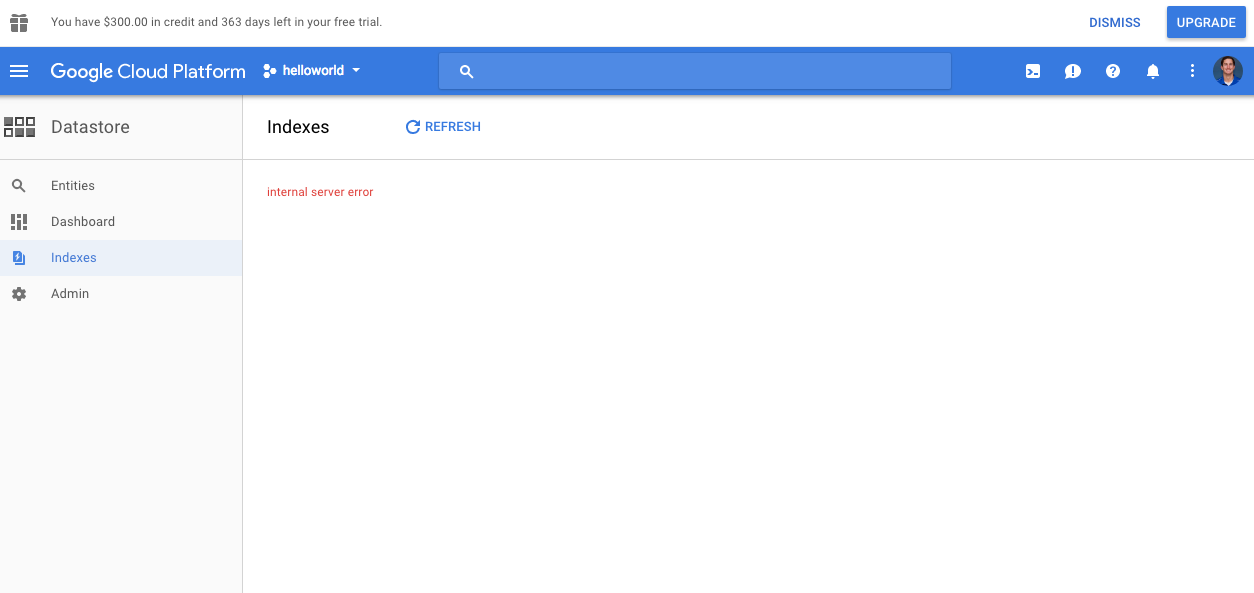 You have $300.00 in credit and 363 days left in your free trial.
DISMISS
UPGRADE
Google Cloud Platform
helloworld
Datastore
Indexes
REFRESH
Entities
Dashboard
Indexes
Admin
internal server error